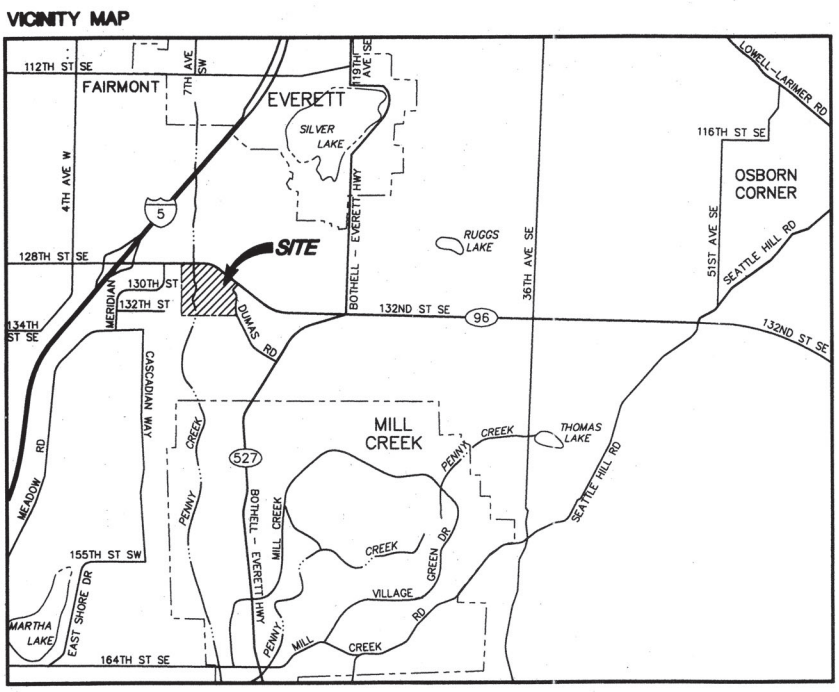 VICINITY MAP
112TH ST SE
FAIRMONT
7TH AVE
SW
19TH
AVE SE
LOWELL-LARIMER RD
EVERETT
SILVER
LAKE
116TH ST SE
4TH AVE W
OSBORN
CORNER
5
BOTHELL - EVERETT HWY
RUGGS
LAKE
36TH AVE SE
51ST AVE SE
SEATTLE HILL RD
128TH ST SE
SITE
130TH ST
132TH ST
MERIDIAN
134TH
ST SE
DUMAS
RD
132ND ST SE
96
132ND ST SE
CASCADIAN WAY
MILL
CREEK
CREEK
PENNY
CREEK
THOMAS
LAKE
PENNY
527
MEADOW RD
SEATTLE HILL RD
BOTHELL - EVERETT HWY
MILL CREEK
CREEK
GREEN DR
VILLAGE
155TH ST SW
EAST SHORE DR
MARTHA
LAKE
PENNY
MILL
CREEK
RD
164TH ST SE